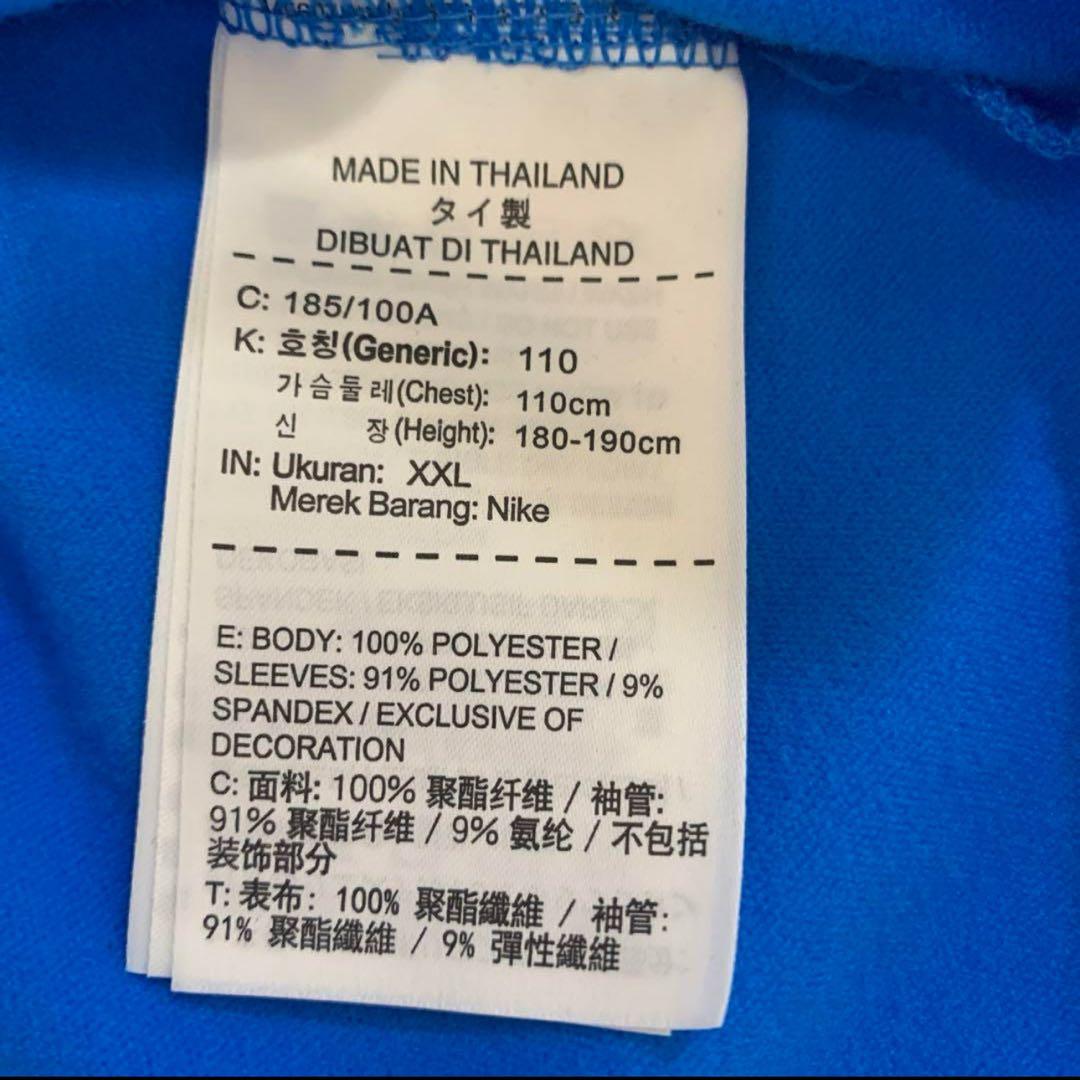 MADE IN THAILAND
タイ製
DIBUAT DI THAILAND
C: 185/100A
K: 호칭(Generic): 110
가슴둘레(Chest): 110cm
신 장(Height): 180-190cm
IN: Ukuran: XXL
Merek Barang: Nike
E: BODY: 100% POLYESTER /
SLEEVES: 91% POLYESTER / 9%
SPANDEX / EXCLUSIVE OF
DECORATION
C: 面料: 100% 聚酯纤维 / 袖管:
91% 聚酯纤维 / 9% 氨纶 / 不包括
装饰部分
T: 表布: 100% 聚酯纖維 / 袖管:
91% 聚酯纖維 / 9% 彈性纖維